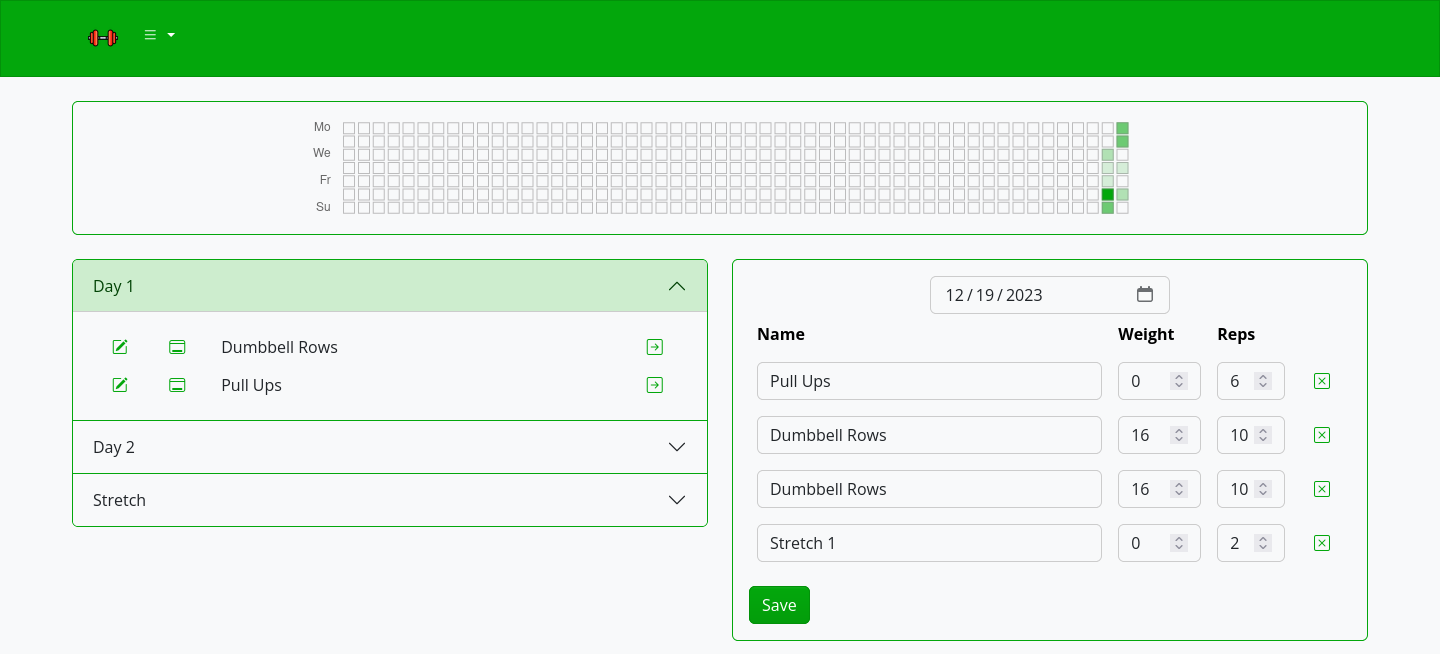 Mo
We
Fr
Su
Day 1
Dumbbell Rows
Pull Ups
Day 2
Stretch
12/19/2023
Name Weight Reps
Pull Ups 0 6
Dumbbell Rows 16 10
Dumbbell Rows 16 10
Stretch 1 0 2
Save